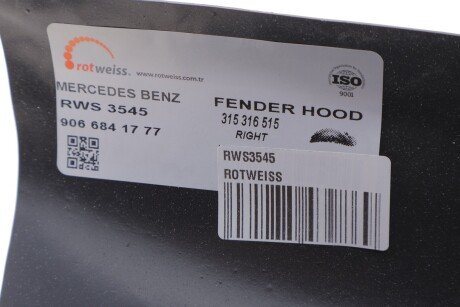 rotweiss.
www.rotweiss.com.tr
ISO
9001
MERCEDES BENZ
RWS 3545
906 684 17 77
FENDER HOOD
315 316 515
RIGHT
RWS3545
ROTWEISS